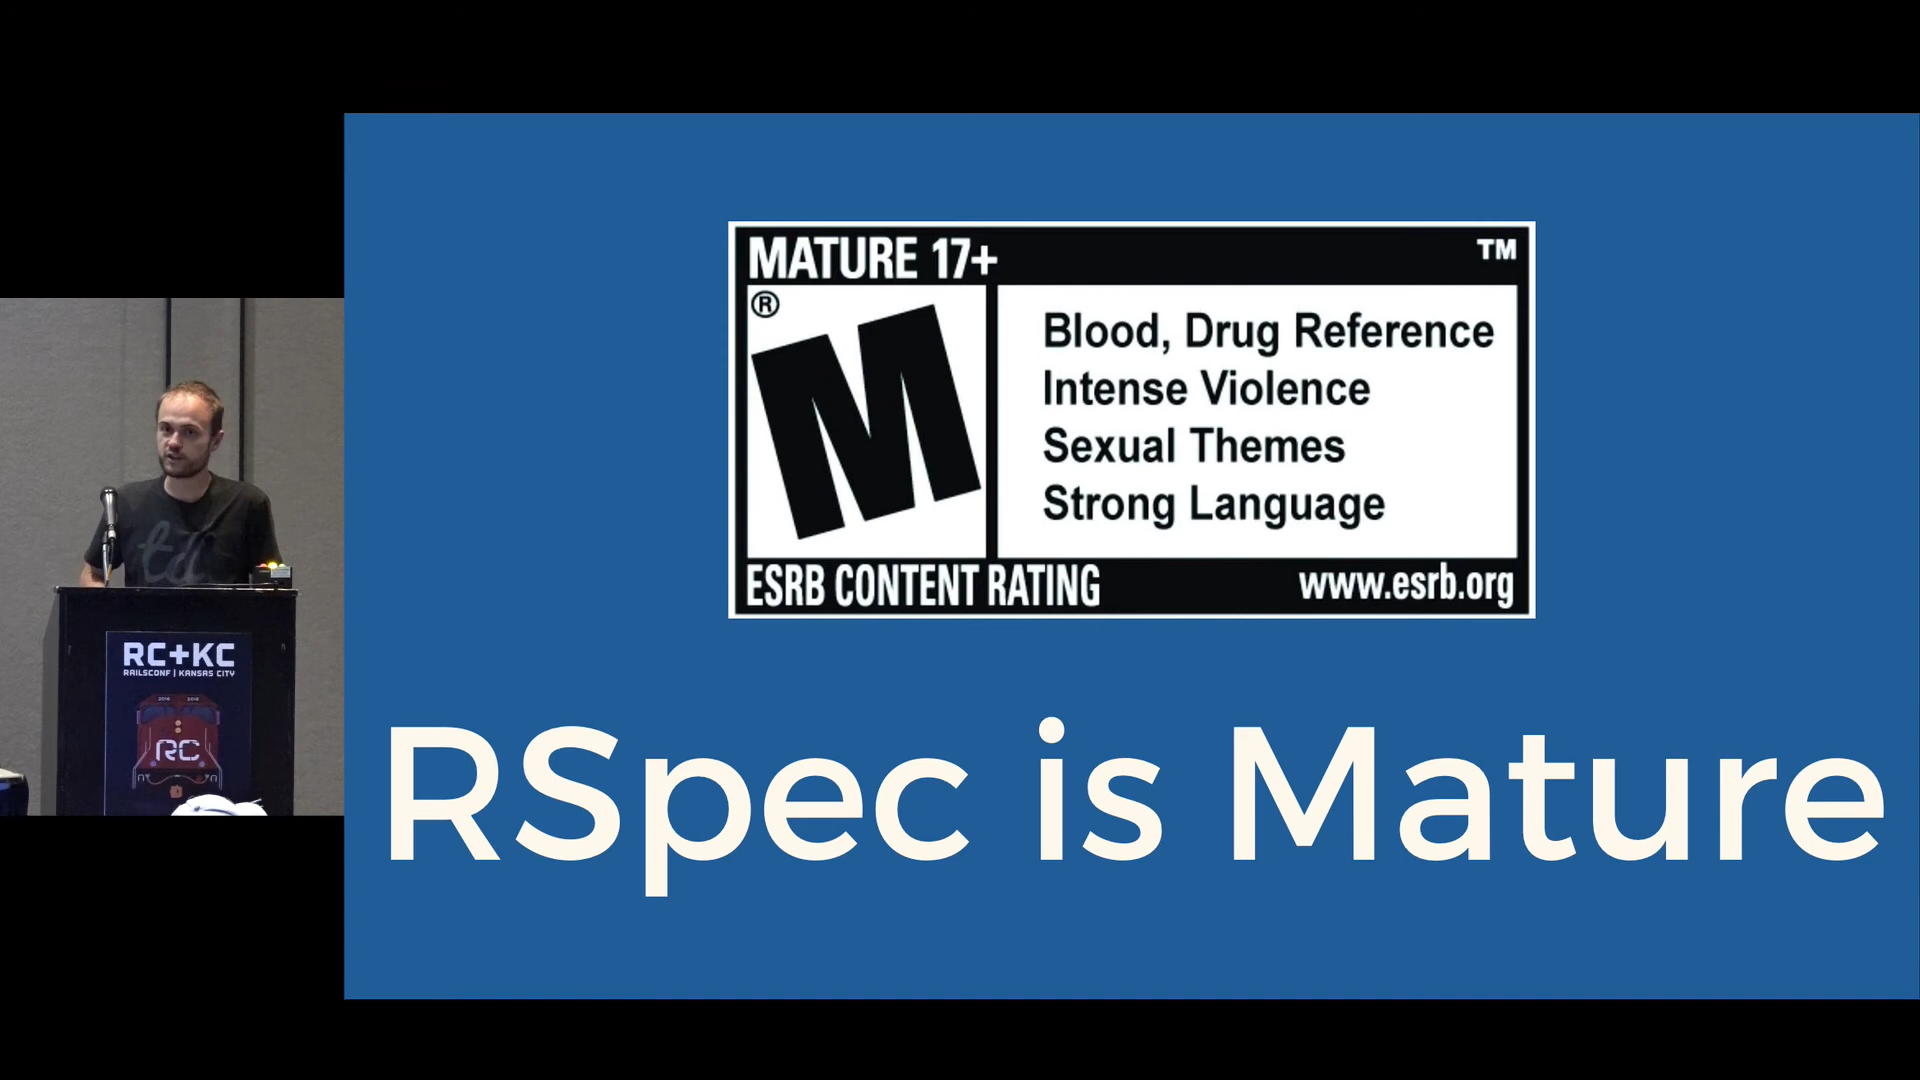 MATURE 17+ TM
®
M
Blood, Drug Reference
Intense Violence
Sexual Themes
Strong Language
ESRB CONTENT RATING www.esrb.org
RSpec is Mature
td
RC+KC
RAILSCONF | KANSAS CITY
RC